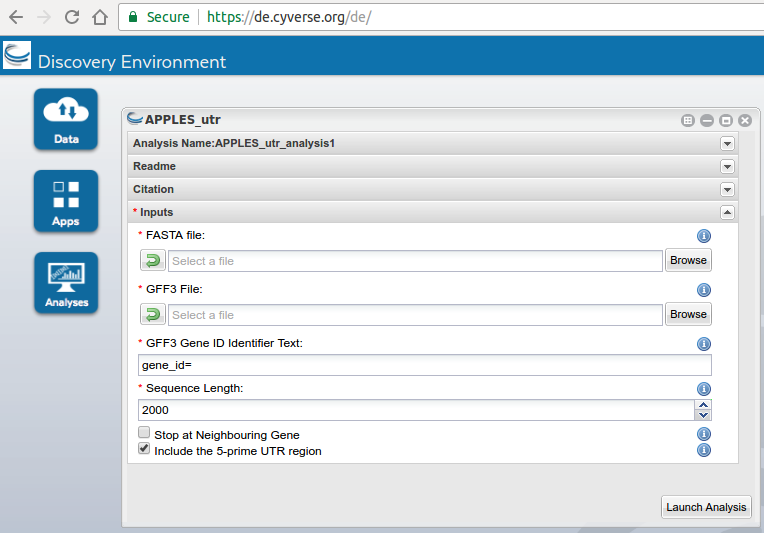 Secure https://de.cyverse.org/de/
Discovery Environment
Data
Apps
Analyses
APPLES_utr
Analysis Name:APPLES_utr_analysis1
Readme
Citation
* Inputs
* FASTA file:
Select a file Browse
* GFF3 File:
Select a file Browse
* GFF3 Gene ID Identifier Text:
gene_id=
* Sequence Length:
2000
Stop at Neighbouring Gene
Include the 5-prime UTR region
Launch Analysis